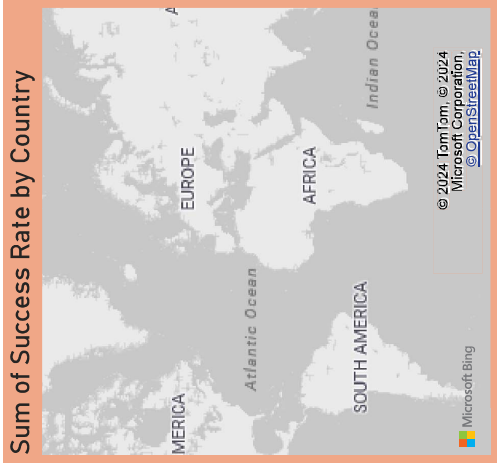 Sum of Success Rate by Country
MERICA
EUROPE
A
Atlantic Ocean
AFRICA
SOUTH AMERICA
Indian Ocea
Microsoft Bing
© 2024 TomTom, © 2024
Microsoft Corporation,
© OpenStreetMap